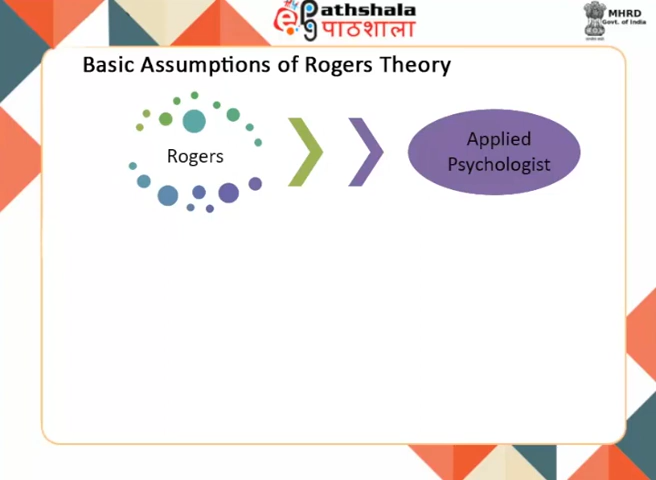 ePathshala
पाठशाला
MHRD
Govt. of India
Basic Assumptions of Rogers Theory
Rogers
Applied
Psychologist